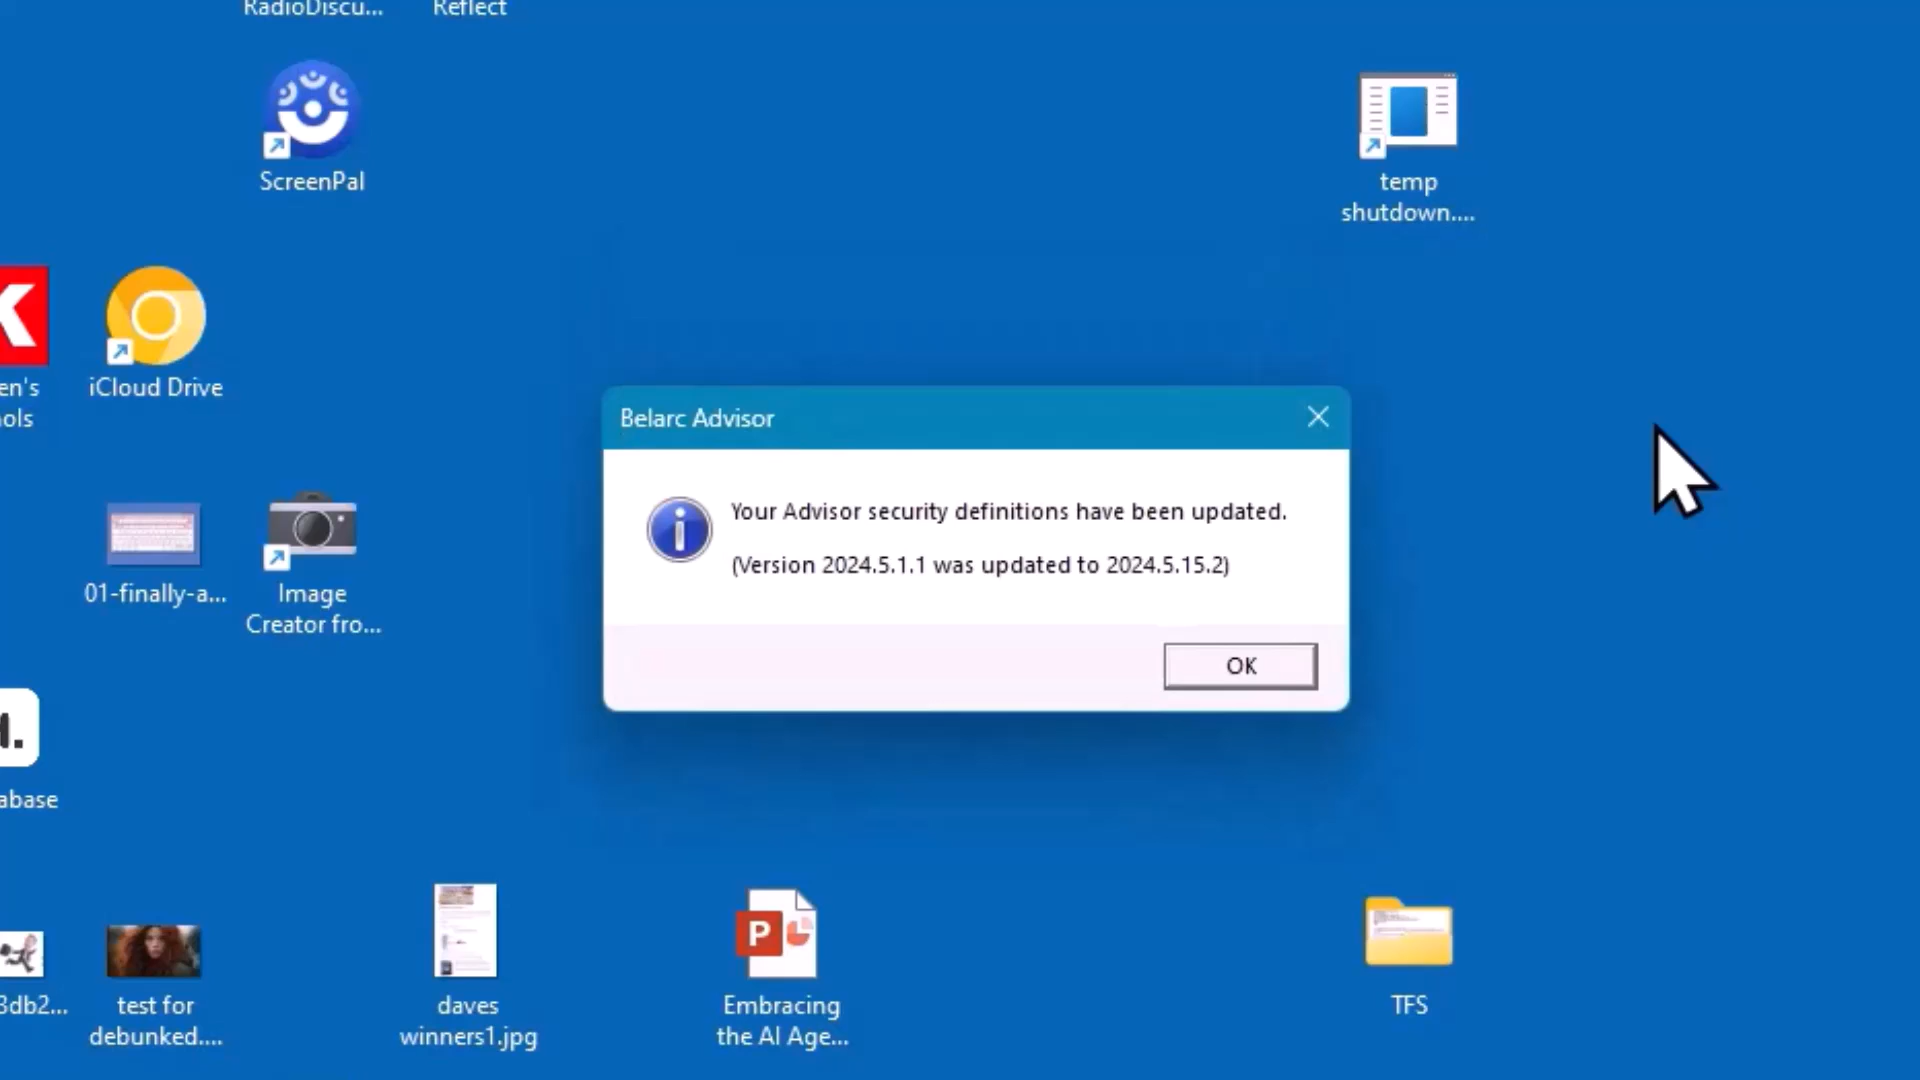 RadioDiscu...
Reflect
ScreenPal
temp
shutdown....
en's
ols
iCloud Drive
Belarc Advisor
Your Advisor security definitions have been updated.
(Version 2024.5.1.1 was updated to 2024.5.15.2)
OK
01-finally-a...
Image
Creator fro...
abase
3db2...
test for
debunked....
daves
winners1.jpg
P
Embracing
the AI Age...
TFS